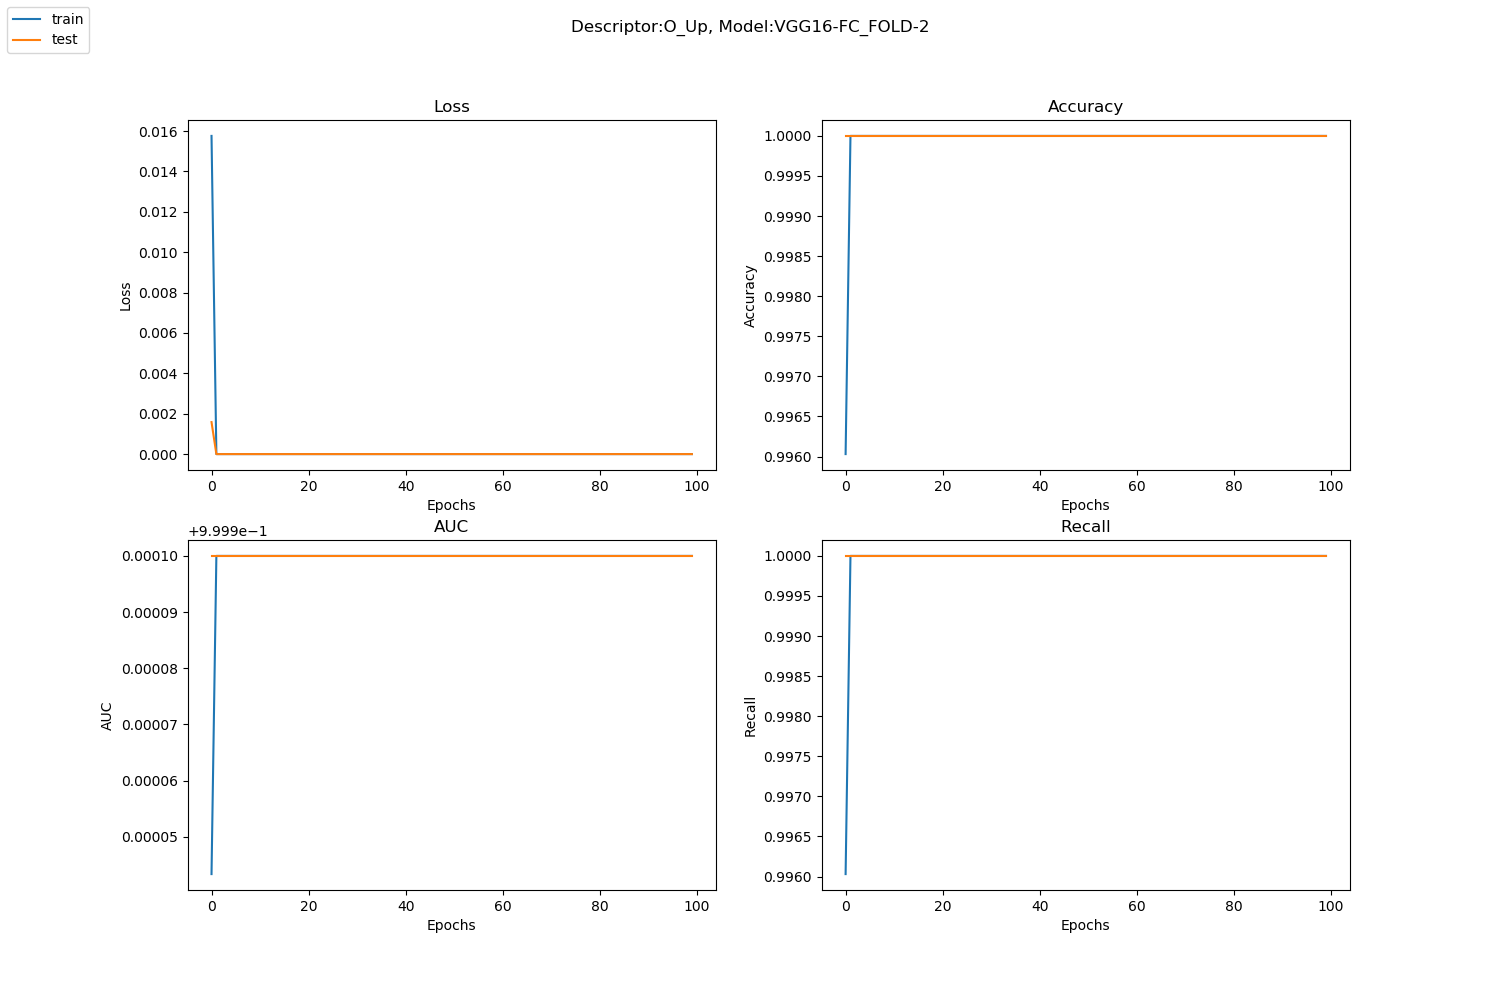 train
test
Descriptor:O_Up, Model:VGG16-FC_FOLD-2
Loss
0.016
0.014
0.012
0.010
0.008
0.006
0.004
0.002
0.000
Loss
0 20 40 60 80 100
Epochs
Accuracy
1.0000
0.9995
0.9990
0.9985
0.9980
0.9975
0.9970
0.9965
0.9960
Accuracy
0 20 40 60 80 100
Epochs
AUC
+9.999e−1
0.00010
0.00009
0.00008
0.00007
0.00006
0.00005
AUC
0 20 40 60 80 100
Epochs
Recall
1.0000
0.9995
0.9990
0.9985
0.9980
0.9975
0.9970
0.9965
0.9960
Recall
0 20 40 60 80 100
Epochs